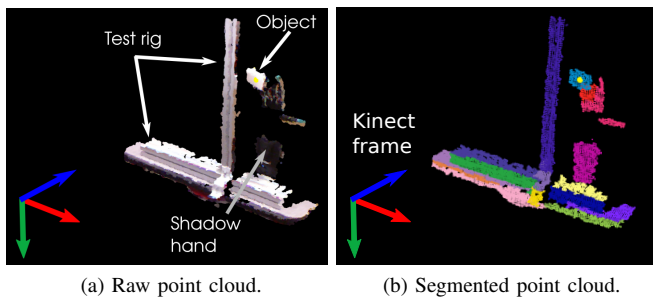 Object
Test rig
Shadow
hand
Kinect
frame
(a) Raw point cloud.
(b) Segmented point cloud.